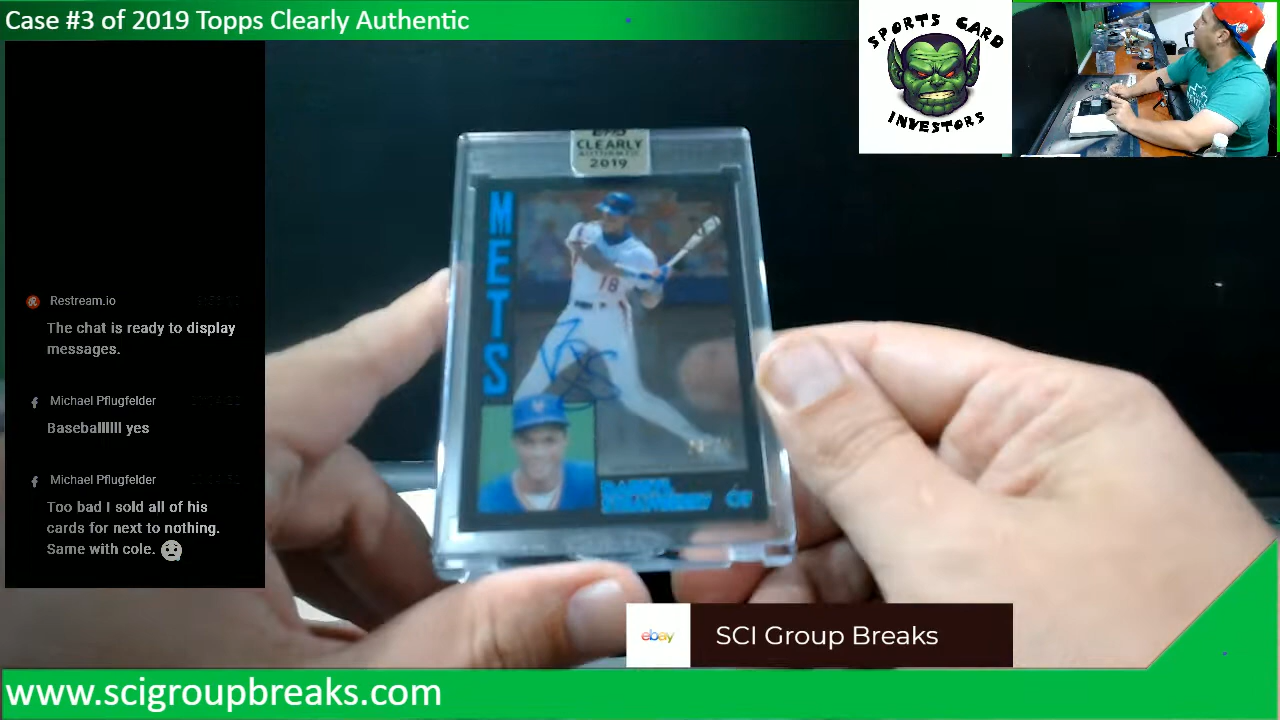 Case #3 of 2019 Topps Clearly Authentic
SPORTS CARD
INVESTORS
CLEARLY
AUTHENTIC
2019
METS
18
Restream.io
The chat is ready to display
messages.
Michael Pflugfelder
Baseballlllll yes
Michael Pflugfelder
Too bad I sold all of his
cards for next to nothing.
Same with cole.
ebay
SCI Group Breaks
www.scigroupbreaks.com